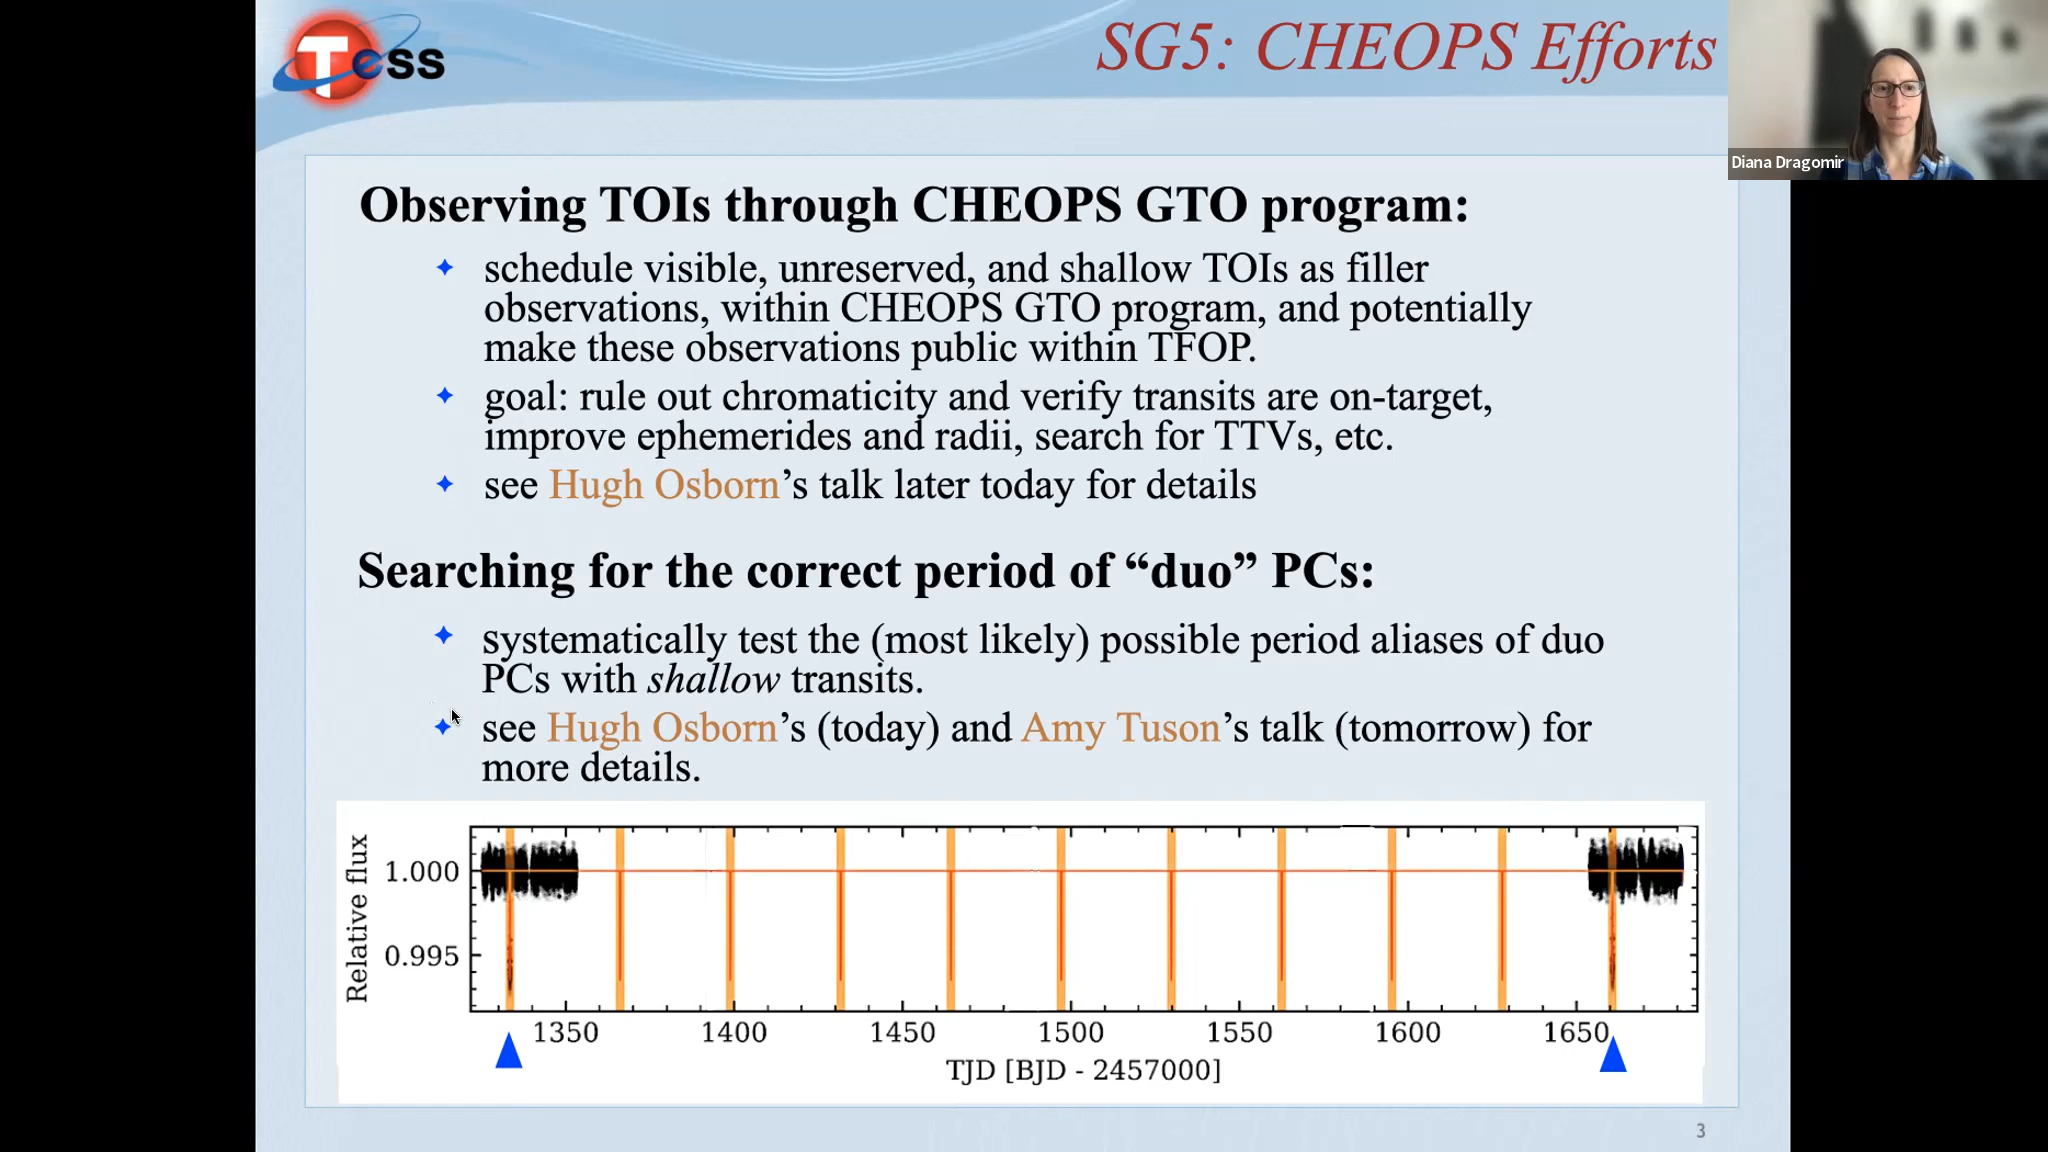 Tess
SG5: CHEOPS Efforts
Diana Dragomir
Observing TOIs through CHEOPS GTO program:
schedule visible, unreserved, and shallow TOIs as filler
observations, within CHEOPS GTO program, and potentially
make these observations public within TFOP.
goal: rule out chromaticity and verify transits are on-target,
improve ephemerides and radii, search for TTVs, etc.
see Hugh Osborn’s talk later today for details
Searching for the correct period of “duo” PCs:
systematically test the (most likely) possible period aliases of duo
PCs with shallow transits.
see Hugh Osborn’s (today) and Amy Tuson’s talk (tomorrow) for
more details.
Relative flux
1.000
0.995
1350 1400 1450 1500 1550 1600 1650
TJD [BJD - 2457000]
3